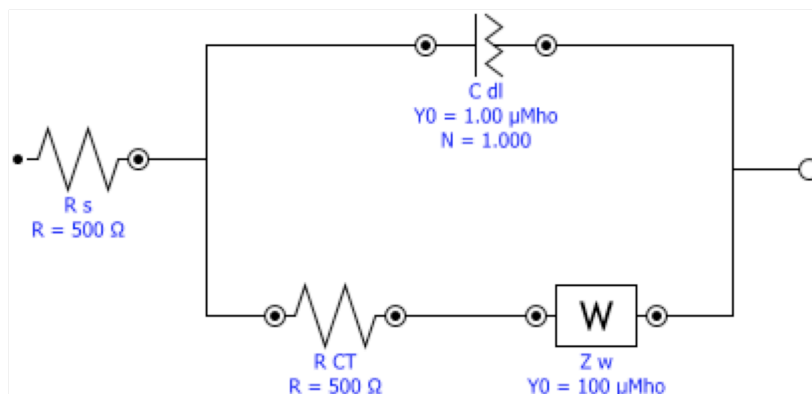 C dl
Y0 = 1.00 µMho
N = 1.000
R s
R = 500 Ω
R CT
R = 500 Ω
W
Z w
Y0 = 100 µMho